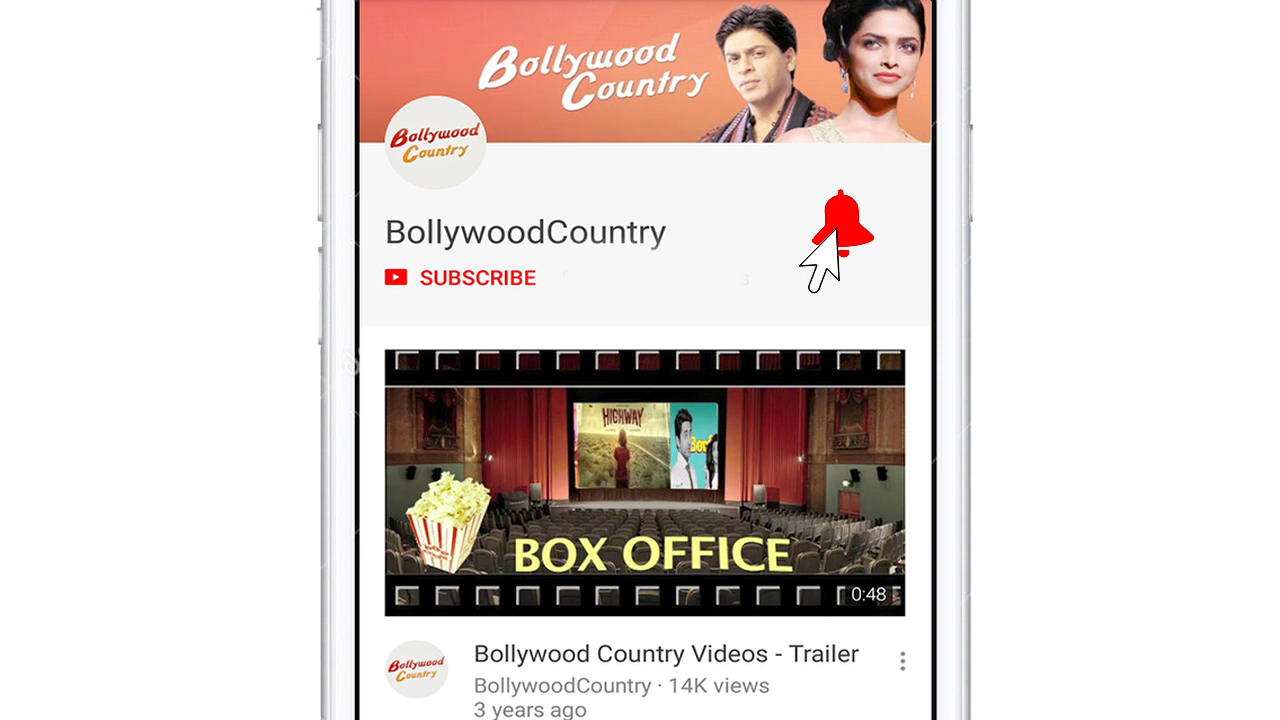 Bollywood
Country
Bollywood
Country
BollywoodCountry
SUBSCRIBE
HIGHWAY
BOX OFFICE
0:48
Bollywood Country Videos - Trailer
Bollywood
Country
BollywoodCountry · 14K views
3 years ago